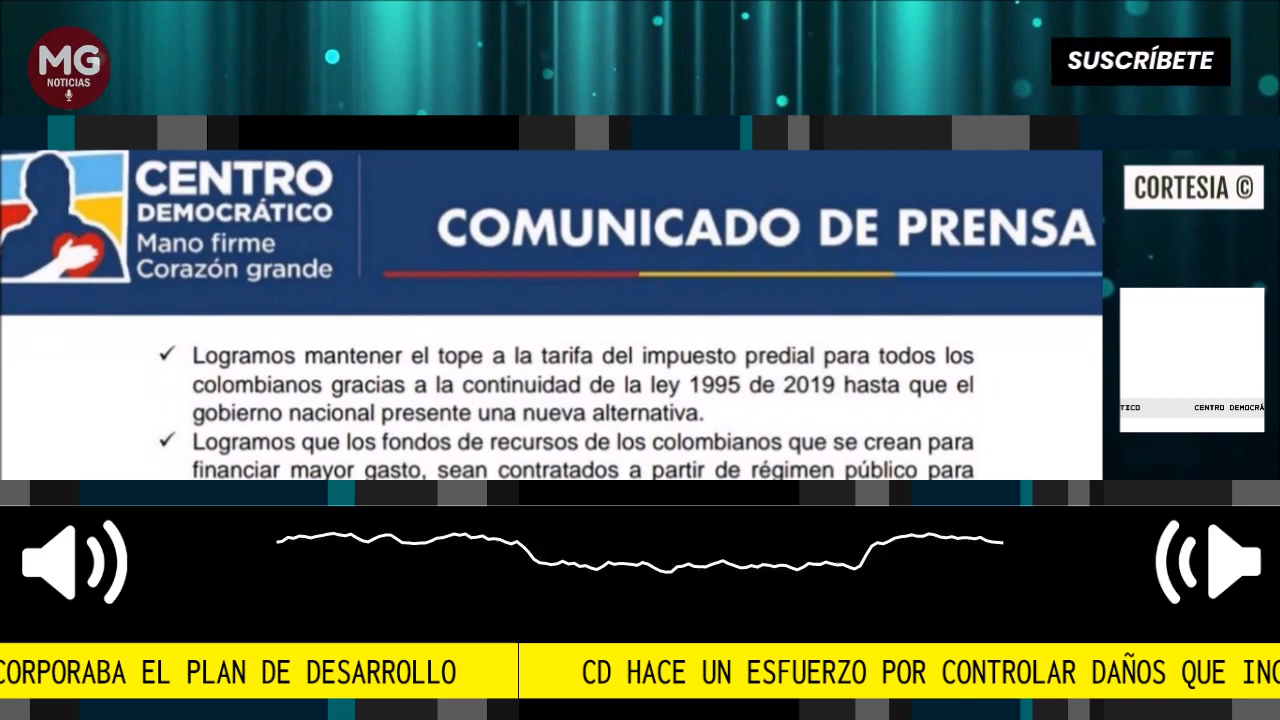 MG
NOTICIAS
SUSCRÍBETE
CENTRO
DEMOCRÁTICO
Mano firme
Corazón grande
COMUNICADO DE PRENSA
CORTESIA ©
✓ Logramos mantener el tope a la tarifa del impuesto predial para todos los
colombianos gracias a la continuidad de la ley 1995 de 2019 hasta que el
gobierno nacional presente una nueva alternativa.
✓ Logramos que los fondos de recursos de los colombianos que se crean para
financiar mayor gasto, sean contratados a partir de régimen público para
TICO CENTRO DEMOCRÁ
CORPORABA EL PLAN DE DESARROLLO
CD HACE UN ESFUERZO POR CONTROLAR DAÑOS QUE INC